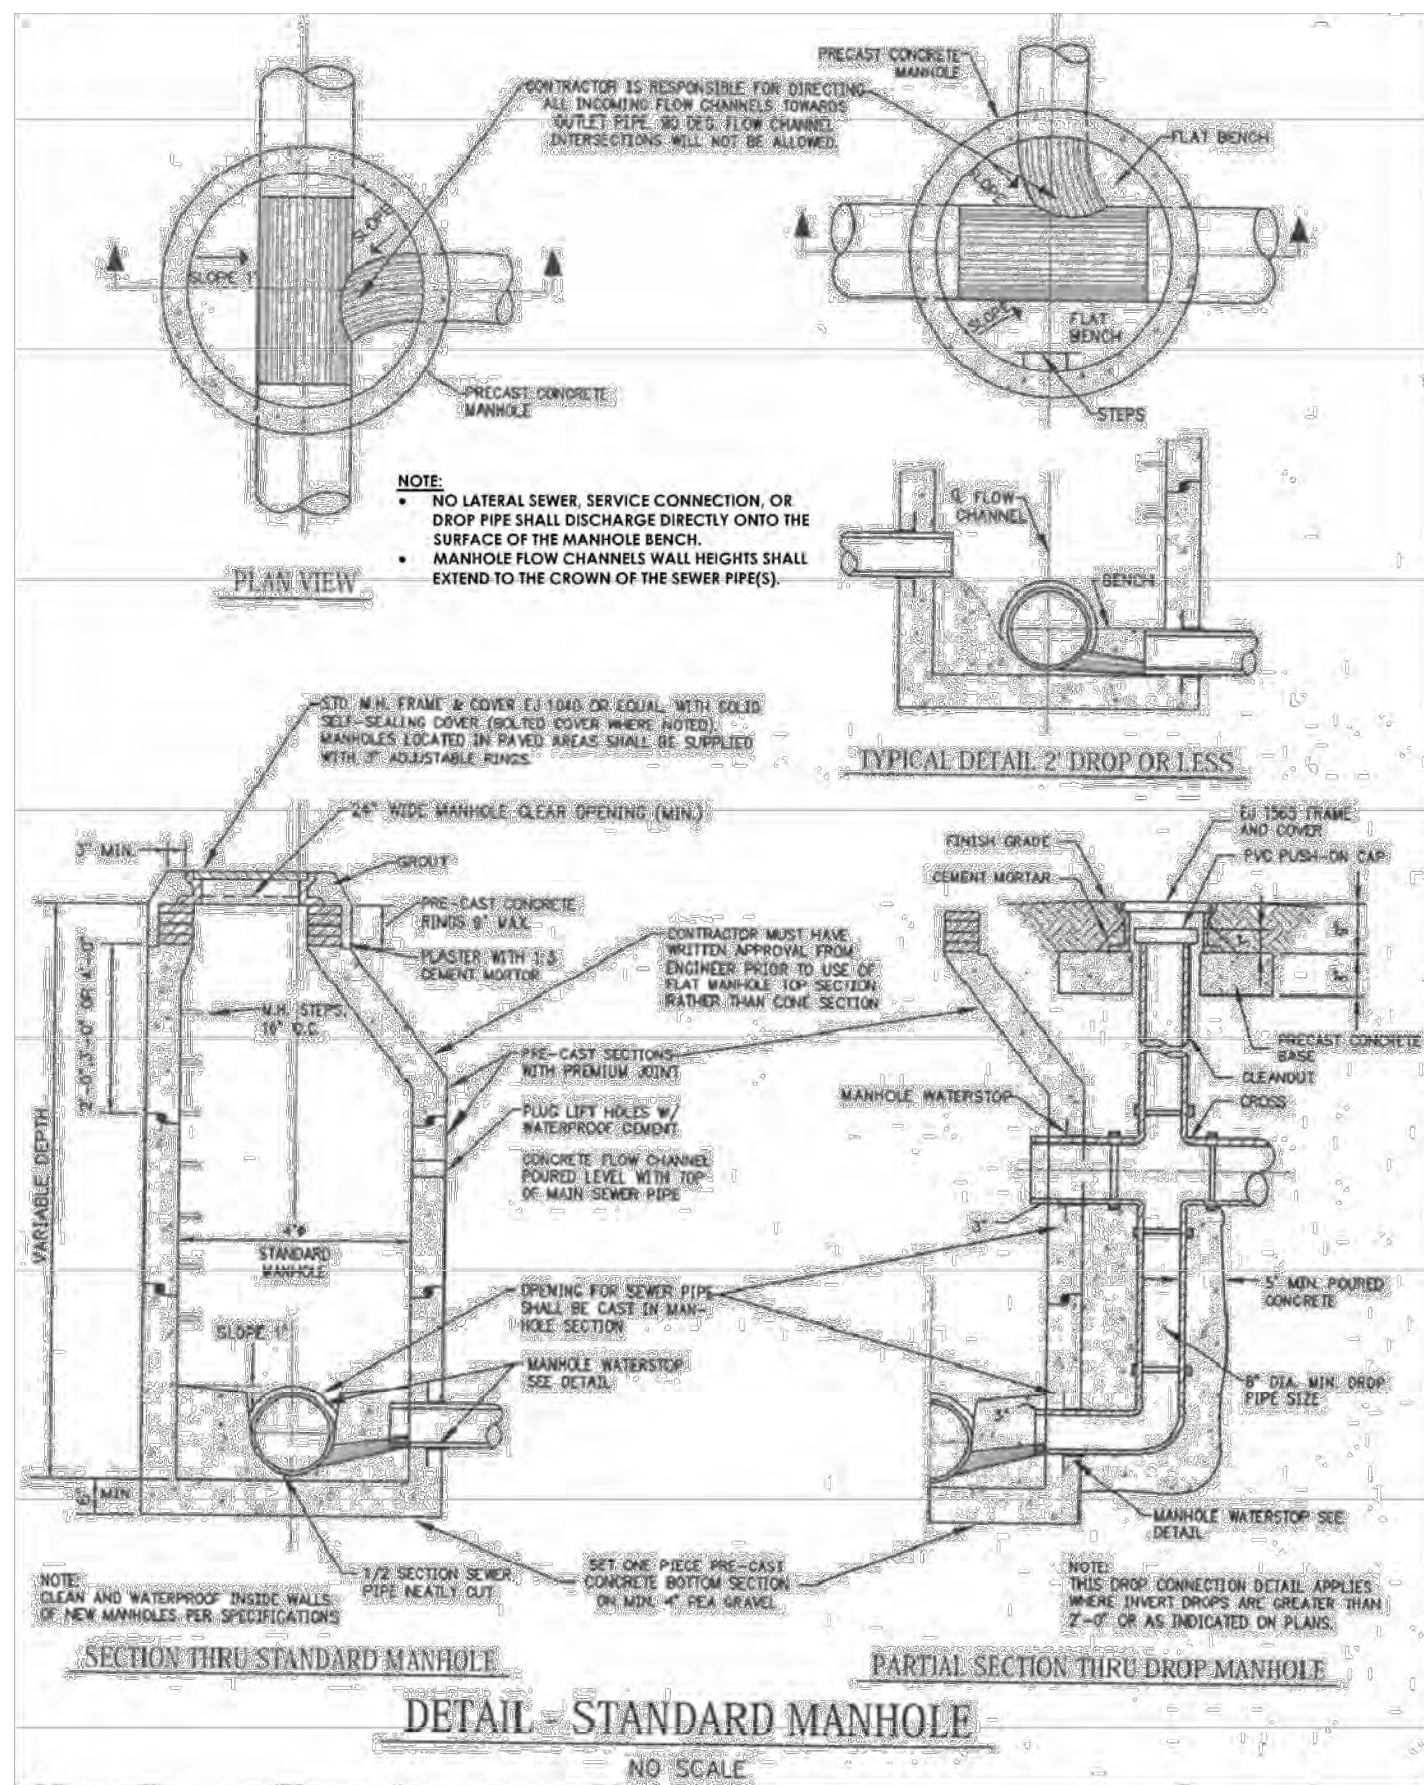 PRECAST CONCRETE
MANHOLE
CONTRACTOR IS RESPONSIBLE FOR DIRECTING
ALL INCOMING FLOW CHANNELS TOWARDS
OUTLET PIPE. 90 DEG. FLOW CHANNEL
INTERSECTIONS WILL NOT BE ALLOWED.
FLAT BENCH
FLOW
SLOPE
SLOPE 1"
SLOPE
FLAT
BENCH
PRECAST CONCRETE
MANHOLE
STEPS
NOTE:
• NO LATERAL SEWER, SERVICE CONNECTION, OR
DROP PIPE SHALL DISCHARGE DIRECTLY ONTO THE
SURFACE OF THE MANHOLE BENCH.
• MANHOLE FLOW CHANNELS WALL HEIGHTS SHALL
EXTEND TO THE CROWN OF THE SEWER PIPE(S).
PLAN VIEW
℄ FLOW
CHANNEL
BENCH
TYPICAL DETAIL 2' DROP OR LESS
STD. M.H. FRAME & COVER EJ 1040 OR EQUAL WITH SOLID
SELF-SEALING COVER (BOLTED COVER WHERE NOTED).
MANHOLES LOCATED IN PAVED AREAS SHALL BE SUPPLIED
WITH 3" ADJUSTABLE RINGS.
24" WIDE MANHOLE CLEAR OPENING (MIN.)
3" MIN.
GROUT
PRE-CAST CONCRETE
RINGS 9" MAX.
PLASTER WITH 1:3
CEMENT MORTOR
2'-0" 3'-0" OR 4'-0"
M.H. STEPS,
16" O.C.
CONTRACTOR MUST HAVE
WRITTEN APPROVAL FROM
ENGINEER PRIOR TO USE OF
FLAT MANHOLE TOP SECTION
RATHER THAN CONE SECTION
PRE-CAST SECTIONS
WITH PREMIUM JOINT
PLUG LIFT HOLES W/
WATERPROOF CEMENT
CONCRETE FLOW CHANNEL
POURED LEVEL WITH TOP
OF MAIN SEWER PIPE
VARIABLE DEPTH
4'φ
STANDARD
MANHOLE
SLOPE 1"
OPENING FOR SEWER PIPE
SHALL BE CAST IN MAN-
HOLE SECTION
MANHOLE WATERSTOP
SEE DETAIL
6" MIN
1/2 SECTION SEWER
PIPE NEATLY CUT
SET ONE PIECE PRE-CAST
CONCRETE BOTTOM SECTION
ON MIN. 4" PEA GRAVEL
NOTE:
CLEAN AND WATERPROOF INSIDE WALLS
OF NEW MANHOLES PER SPECIFICATIONS
SECTION THRU STANDARD MANHOLE
EJ 1565 FRAME
AND COVER
FINISH GRADE
PVC PUSH-ON CAP
CEMENT MORTAR
PRECAST CONCRETE
BASE
CLEANOUT
MANHOLE WATERSTOP
CROSS
3"
5" MIN. POURED
CONCRETE
8" DIA. MIN. DROP
PIPE SIZE
3"
MANHOLE WATERSTOP SEE
DETAIL
NOTE:
THIS DROP CONNECTION DETAIL APPLIES
WHERE INVERT DROPS ARE GREATER THAN
2'-0" OR AS INDICATED ON PLANS.
PARTIAL SECTION THRU DROP MANHOLE
DETAIL - STANDARD MANHOLE
NO SCALE